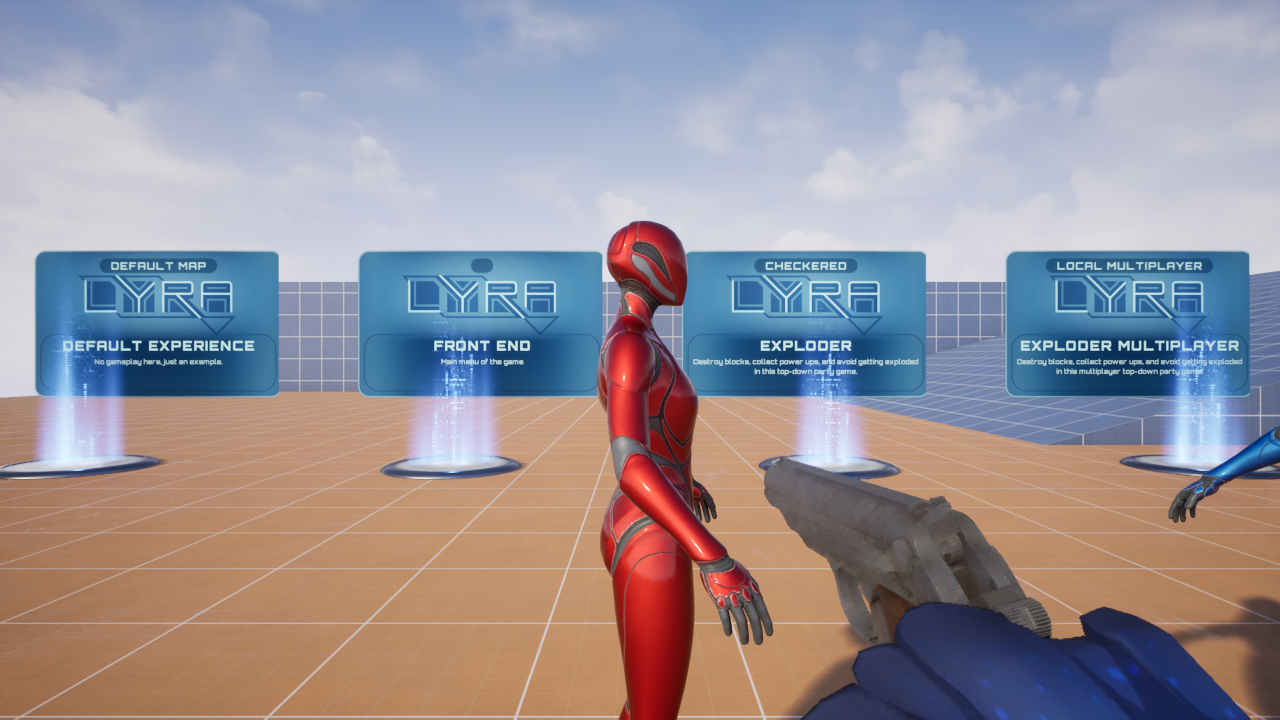 DEFAULT MAP
LYRA
DEFAULT EXPERIENCE
No gameplay here, just an example.
LYRA
FRONT END
Main menu of the game
CHECKERED
LYRA
EXPLODER
Destroy blocks, collect power ups, and avoid getting exploded
in this top-down party game.
LOCAL MULTIPLAYER
LYRA
EXPLODER MULTIPLAYER
Destroy blocks, collect power ups, and avoid getting exploded
in this multiplayer top-down party game!